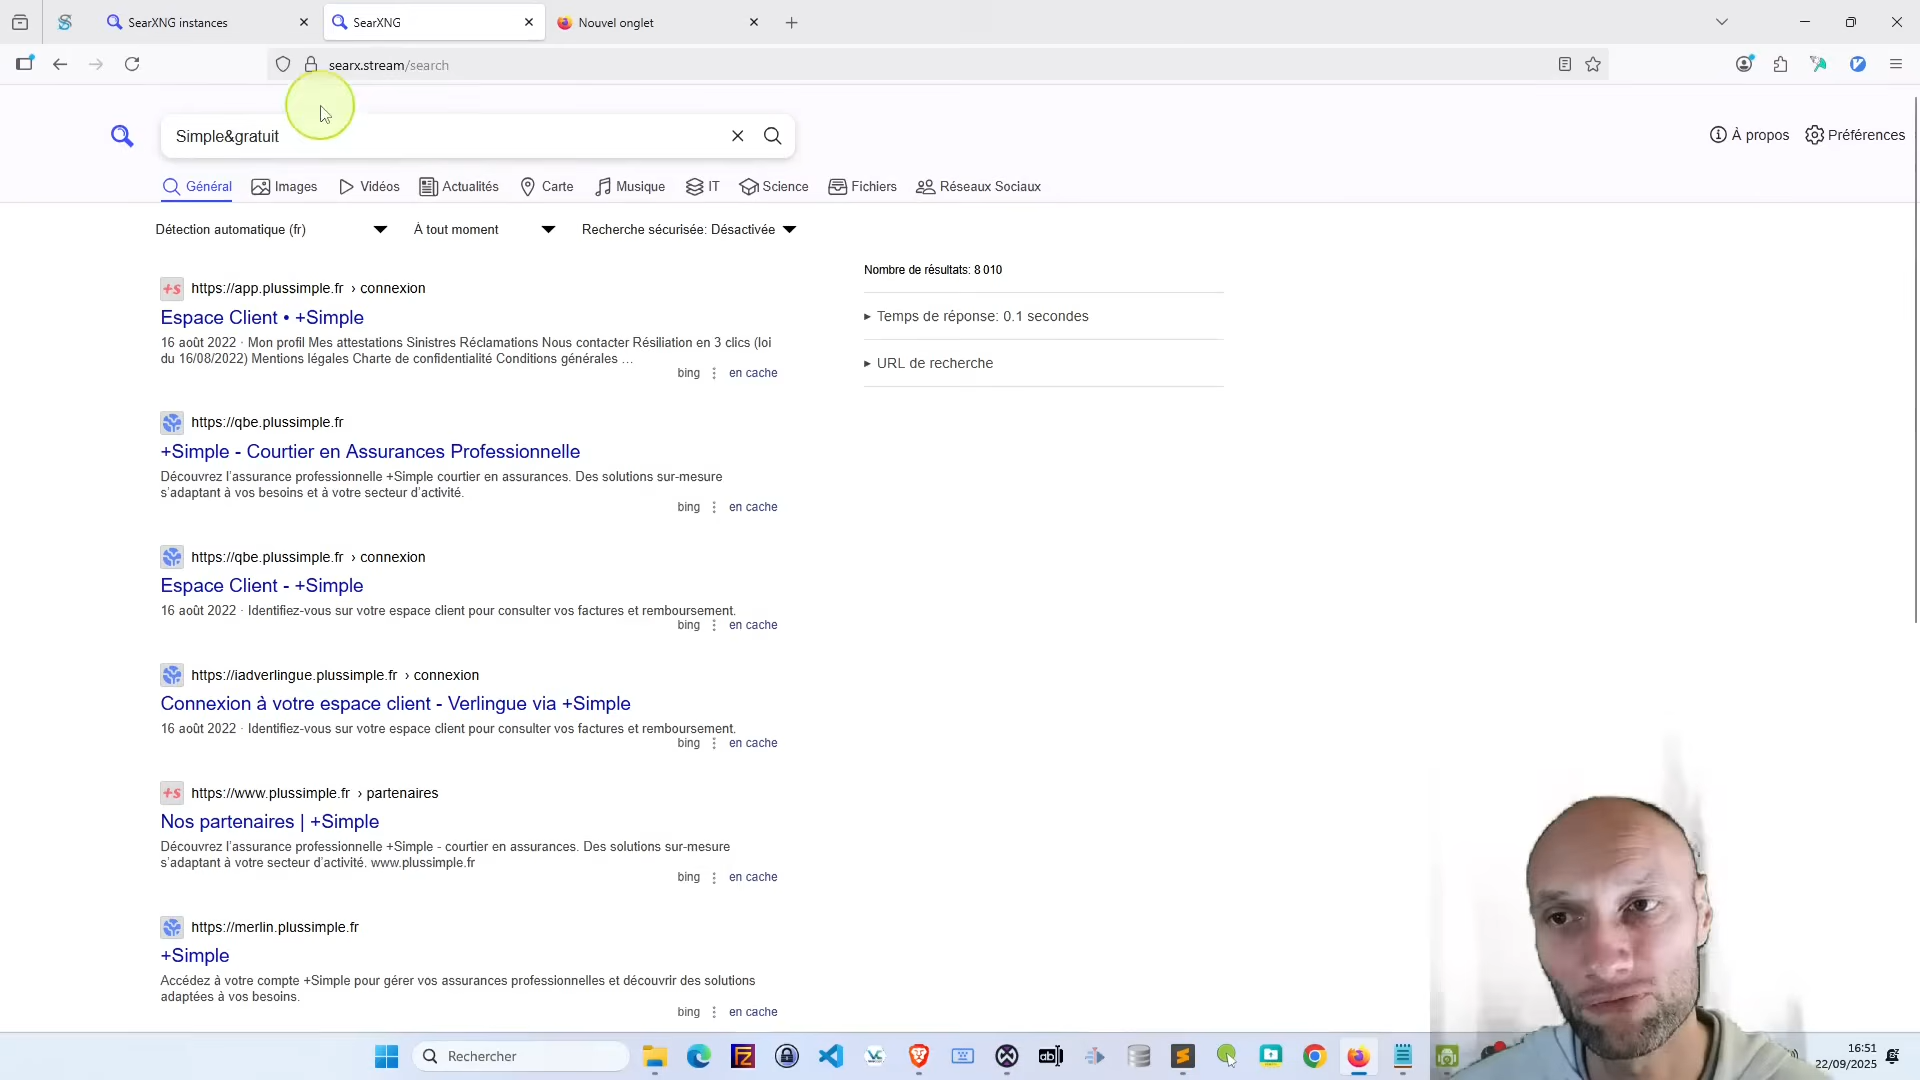 SearXNG instances
SearXNG
Nouvel onglet
searx.stream/search
Simple&gratuit
À propos
Préférences
Général
Images
Vidéos
Actualités
Carte
Musique
IT
Science
Fichiers
Réseaux Sociaux
Détection automatique (fr)
À tout moment
Recherche sécurisée: Désactivée
Nombre de résultats: 8 010
▸ Temps de réponse: 0.1 secondes
▸ URL de recherche
+s https://app.plussimple.fr › connexion
Espace Client • +Simple
16 août 2022 · Mon profil Mes attestations Sinistres Réclamations Nous contacter Résiliation en 3 clics (loi
du 16/08/2022) Mentions légales Charte de confidentialité Conditions générales …
bing ⋮ en cache
https://qbe.plussimple.fr
+Simple - Courtier en Assurances Professionnelle
Découvrez l’assurance professionnelle +Simple courtier en assurances. Des solutions sur-mesure
s’adaptant à vos besoins et à votre secteur d’activité.
bing ⋮ en cache
https://qbe.plussimple.fr › connexion
Espace Client - +Simple
16 août 2022 · Identifiez-vous sur votre espace client pour consulter vos factures et remboursement.
bing ⋮ en cache
https://iadverlingue.plussimple.fr › connexion
Connexion à votre espace client - Verlingue via +Simple
16 août 2022 · Identifiez-vous sur votre espace client pour consulter vos factures et remboursement.
bing ⋮ en cache
+s https://www.plussimple.fr › partenaires
Nos partenaires | +Simple
Découvrez l’assurance professionnelle +Simple - courtier en assurances. Des solutions sur-mesure
s’adaptant à votre secteur d’activité. www.plussimple.fr
bing ⋮ en cache
https://merlin.plussimple.fr
+Simple
Accédez à votre compte +Simple pour gérer vos assurances professionnelles et découvrir des solutions
adaptées à vos besoins.
bing ⋮ en cache
Rechercher
16:51
22/09/2025